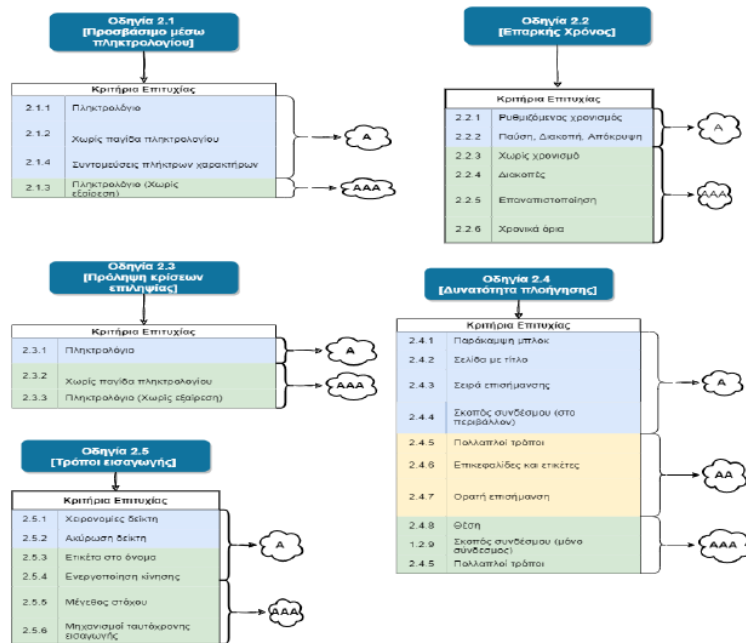 Οδηγία 2.1
[Προσβάσιμο μέσω
πληκτρολογίου]
Κριτήρια Επιτυχίας
2.1.1 Πληκτρολόγιο
2.1.2 Χωρίς παγίδα πληκτρολογίου
2.1.4 Συντομεύσεις πλήκτρων χαρακτήρων
2.1.3 Πληκτρολόγιο (Χωρίς
εξαίρεση)
A
AAA
Οδηγία 2.2
[Επαρκής Χρόνος]
Κριτήρια Επιτυχίας
2.2.1 Ρυθμιζόμενος χρονισμός
2.2.2 Παύση, Διακοπή, Απόκρυψη
2.2.3 Χωρίς χρονισμό
2.2.4 Διακοπές
2.2.5 Επαναπιστοποίηση
2.2.6 Χρονικά όρια
A
AAA
Οδηγία 2.3
[Πρόληψη κρίσεων
επιληψίας]
Κριτήρια Επιτυχίας
2.3.1 Πληκτρολόγιο
2.3.2 Χωρίς παγίδα πληκτρολογίου
2.3.3 Πληκτρολόγιο (Χωρίς εξαίρεση)
A
AAA
Οδηγία 2.4
[Δυνατότητα πλοήγησης]
Κριτήρια Επιτυχίας
2.4.1 Παράκαμψη μπλοκ
2.4.2 Σελίδα με τίτλο
2.4.3 Σειρά επισήμανσης
2.4.4 Σκοπός συνδέσμου (στο
περιβάλλον)
2.4.5 Πολλαπλοί τρόποι
2.4.6 Επικεφαλίδες και ετικέτες
2.4.7 Ορατή επισήμανση
2.4.8 Θέση
1.2.9 Σκοπός συνδέσμου (μόνο
σύνδεσμος)
2.4.5 Πολλαπλοί τρόποι
A
AA
AAA
Οδηγία 2.5
[Τρόποι εισαγωγής]
Κριτήρια Επιτυχίας
2.5.1 Χειρονομίες δείκτη
2.5.2 Ακύρωση δείκτη
2.5.3 Ετικέτα στο όνομα
2.5.4 Ενεργοποίηση κίνησης
2.5.5 Μέγεθος στόχου
2.5.6 Μηχανισμοί ταυτόχρονης
εισαγωγής
A
AAA